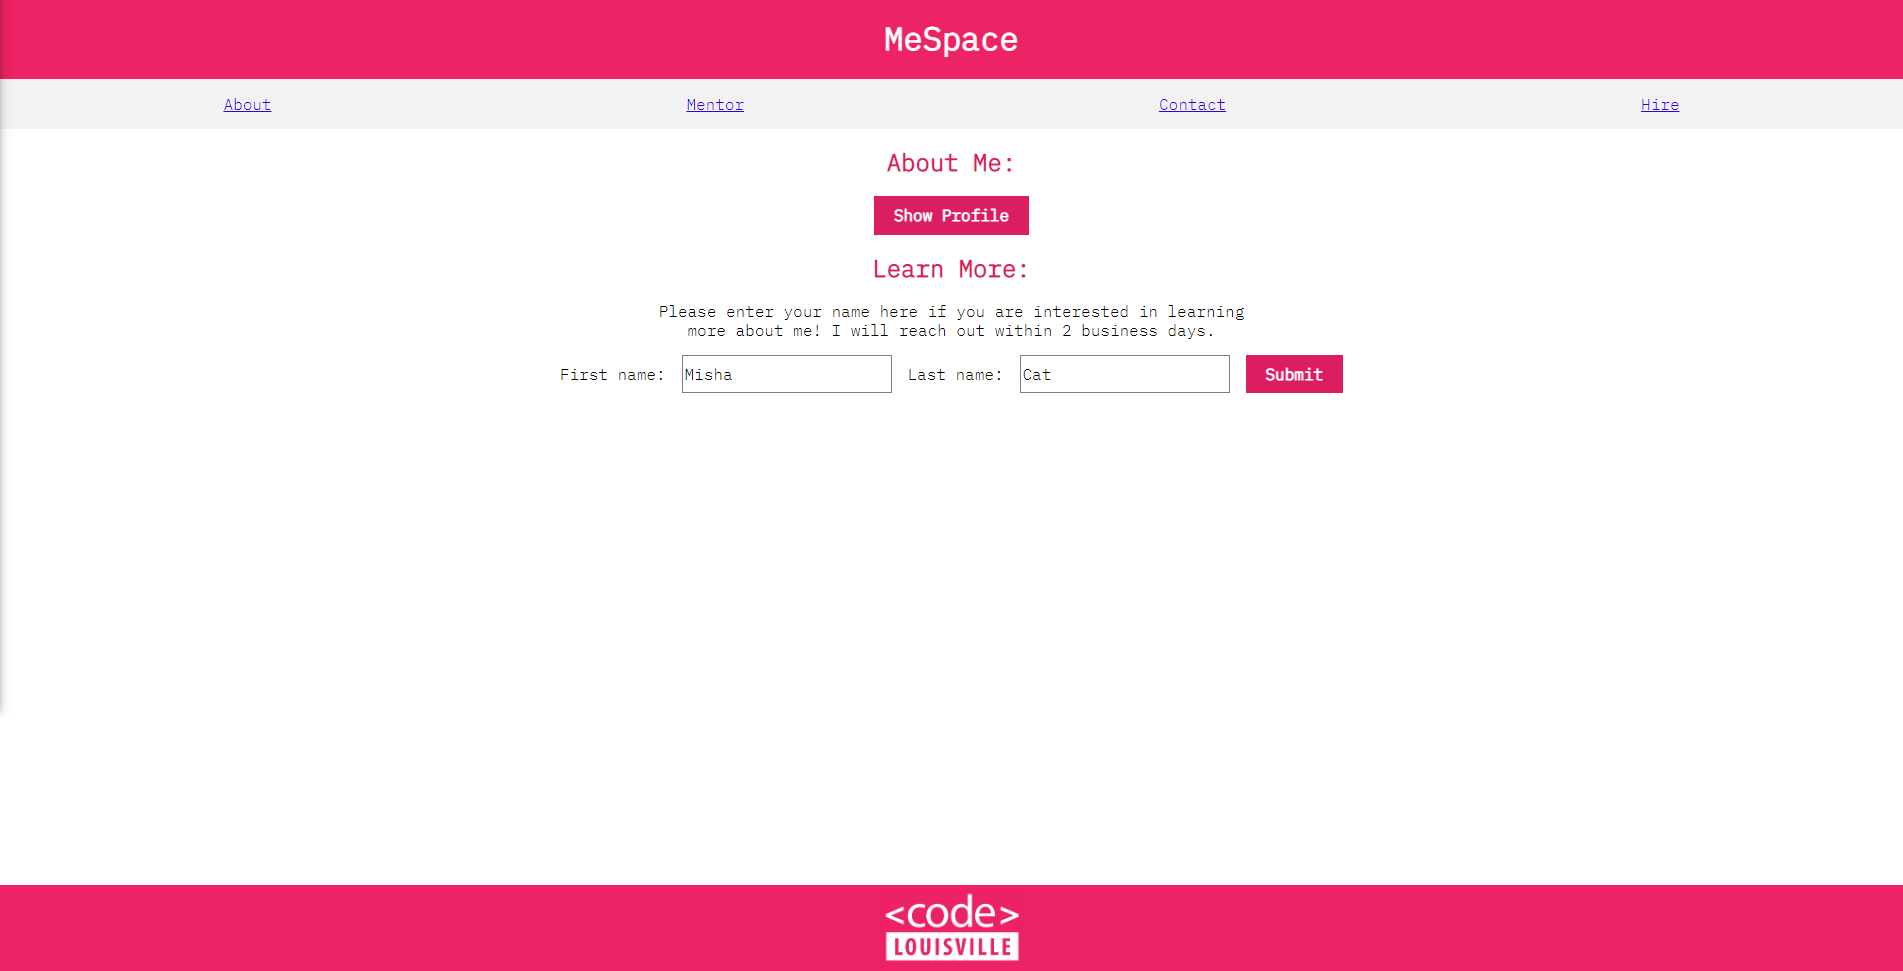 MeSpace
About Mentor Contact Hire
About Me:
Show Profile
Learn More:
Please enter your name here if you are interested in learning
more about me! I will reach out within 2 business days.
First name: Misha Last name: Cat Submit
<code>
LOUISVILLE